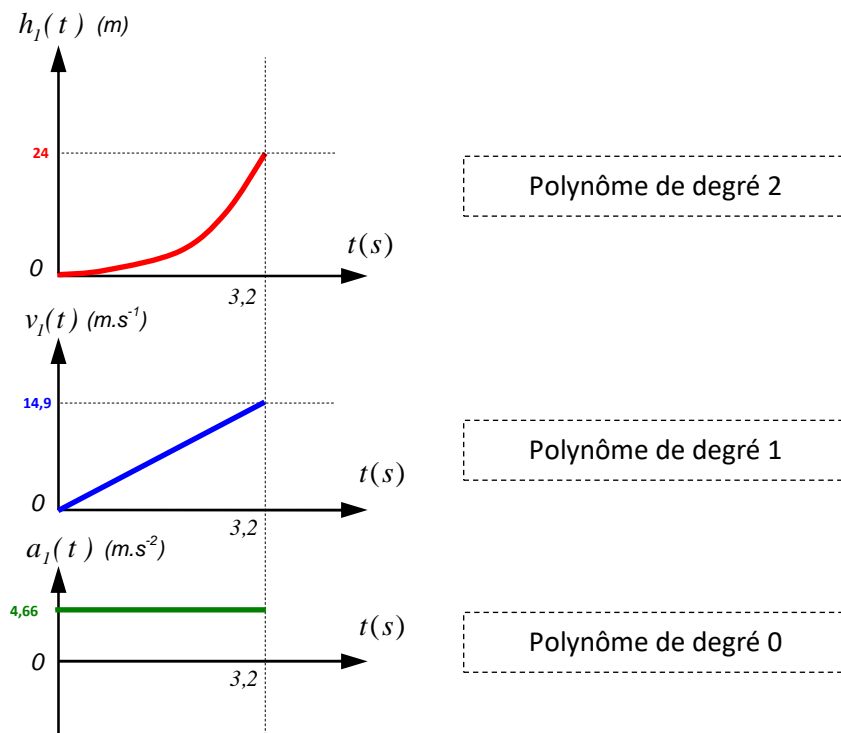 h₁(t) (m)
24
Polynôme de degré 2
t(s)
0
3,2
v₁(t) (m.s⁻¹)
14,9
Polynôme de degré 1
t(s)
0
3,2
a₁(t) (m.s⁻²)
4,66
t(s)
Polynôme de degré 0
0
3,2